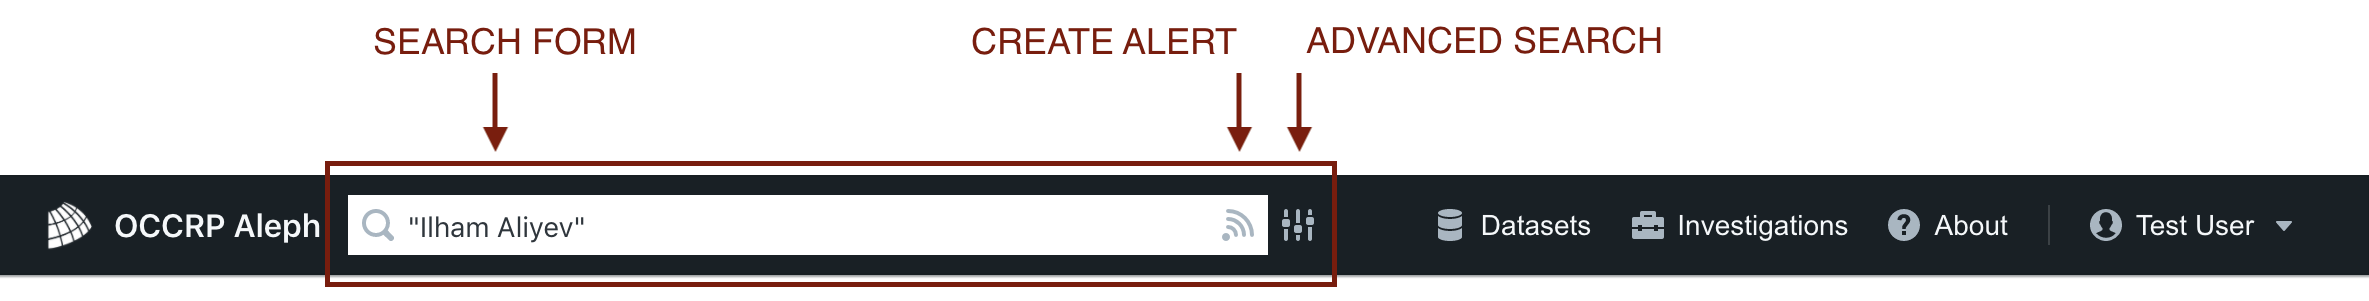 SEARCH FORM CREATE ALERT ADVANCED SEARCH
OCCRP Aleph "Ilham Aliyev" Datasets Investigations ? About Test User